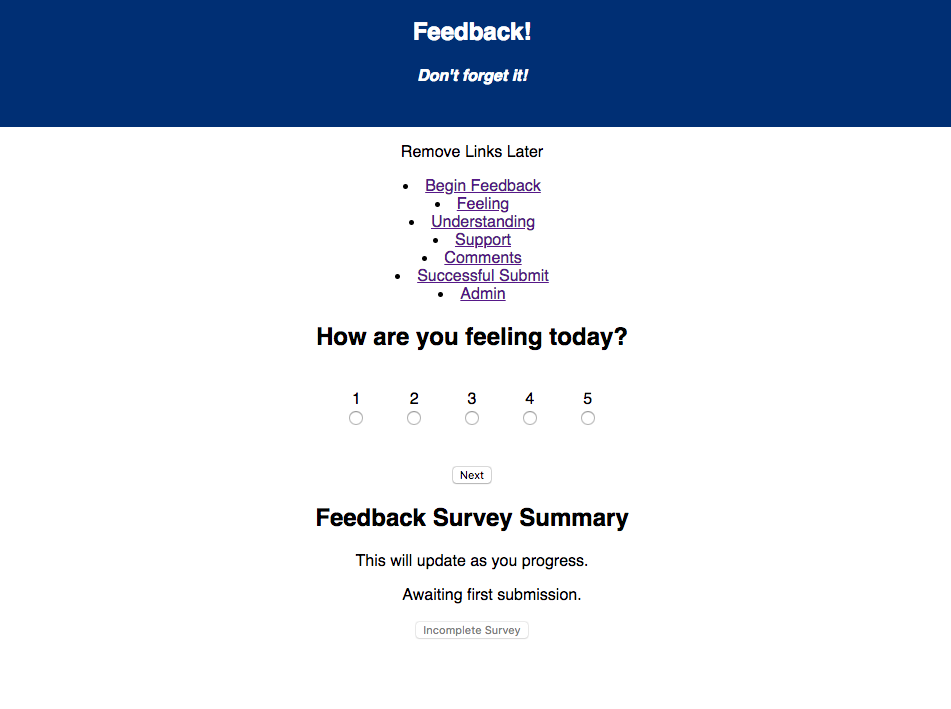 Feedback!
Don't forget it!
Remove Links Later
Begin Feedback
Feeling
Understanding
Support
Comments
Successful Submit
Admin
How are you feeling today?
1 2 3 4 5
Next
Feedback Survey Summary
This will update as you progress.
Awaiting first submission.
Incomplete Survey